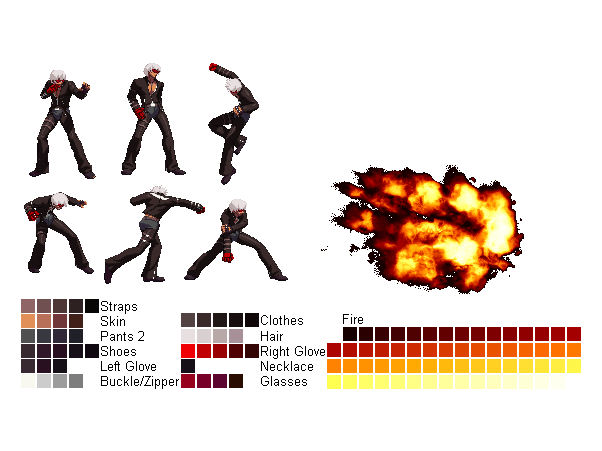 Straps
Skin
Pants 2
Shoes
Left Glove
Buckle/Zipper
Clothes
Hair
Right Glove
Necklace
Glasses
Fire